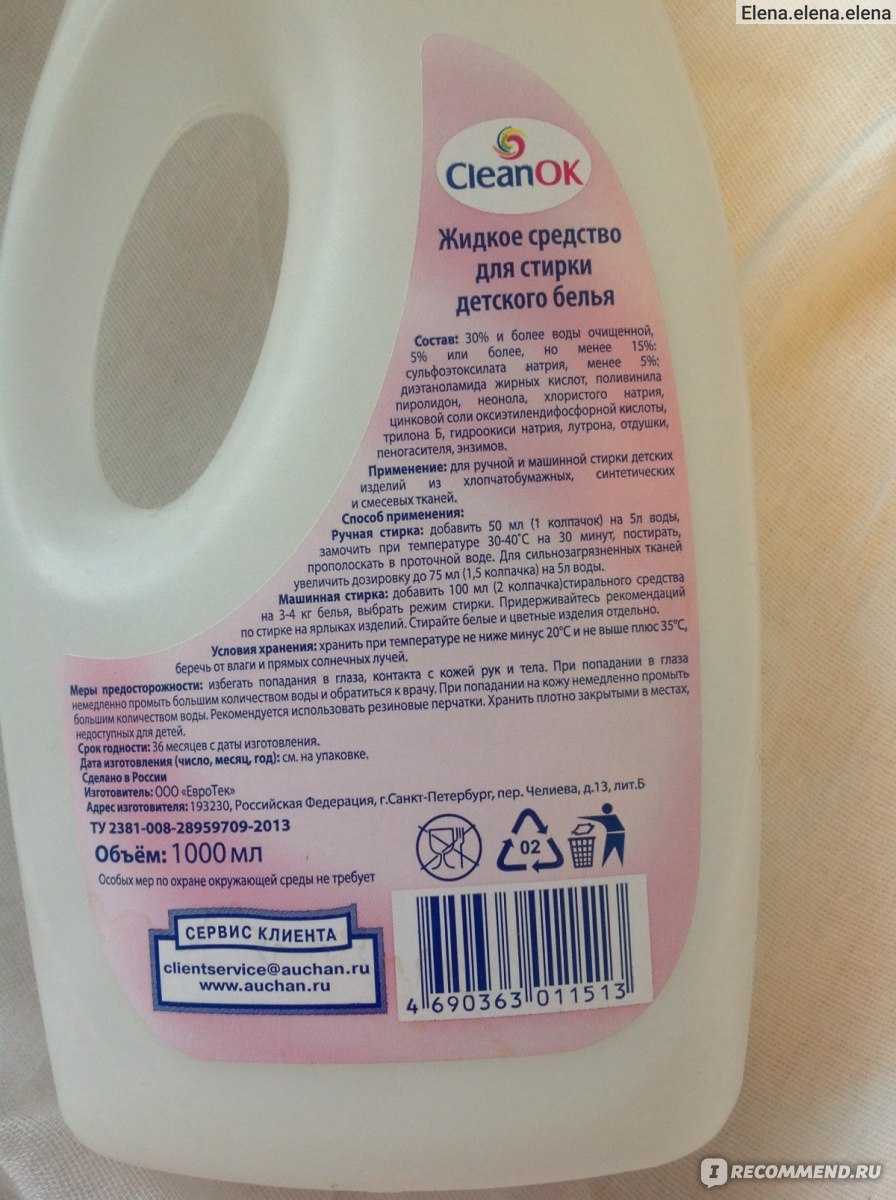 Elena.elena.elena
CleanOK
Жидкое средство
для стирки
детского белья
Состав: 30% и более воды очищенной,
5% или более, но менее 15%:
сульфоэтоксилата натрия, менее 5%:
диэтаноламида жирных кислот, поливинила
пиролидон, неонола, хлористого натрия,
цинковой соли оксиэтилендифосфорной кислоты,
трилона Б, гидроокиси натрия, лутрона, отдушки,
пеногасителя, энзимов.
Применение: для ручной и машинной стирки детских
изделий из хлопчатобумажных, синтетических
и смесевых тканей.
Способ применения:
Ручная стирка: добавить 50 мл (1 колпачок) на 5л воды,
замочить при температуре 30-40°С на 30 минут, постирать,
прополоскать в проточной воде. Для сильнозагрязненных тканей
увеличить дозировку до 75 мл (1,5 колпачка) на 5л воды.
Машинная стирка: добавить 100 мл (2 колпачка)стирального средства
на 3-4 кг белья, выбрать режим стирки. Придерживайтесь рекомендаций
по стирке на ярлыках изделий. Стирайте белые и цветные изделия отдельно.
Условия хранения: хранить при температуре не ниже минус 20°С и не выше плюс 35°С,
беречь от влаги и прямых солнечных лучей.
Меры предосторожности: избегать попадания в глаза, контакта с кожей рук и тела. При попадании в глаза
немедленно промыть большим количеством воды и обратиться к врачу. При попадании на кожу немедленно промыть
большим количеством воды. Рекомендуется использовать резиновые перчатки. Хранить плотно закрытыми в местах,
недоступных для детей.
Срок годности: 36 месяцев с даты изготовления.
Дата изготовления (число, месяц, год): см. на упаковке.
Сделано в России
Изготовитель: ООО «ЕвроТек»
Адрес изготовителя: 193230, Российская Федерация, г.Санкт-Петербург, пер. Челиева, д.13, лит.Б
ТУ 2381-008-28959709-2013
Объём: 1000 мл
02
Особых мер по охране окружающей среды не требует
СЕРВИС КЛИЕНТА
clientservice@auchan.ru
www.auchan.ru
4 690363 011513
IRECOMMEND.RU